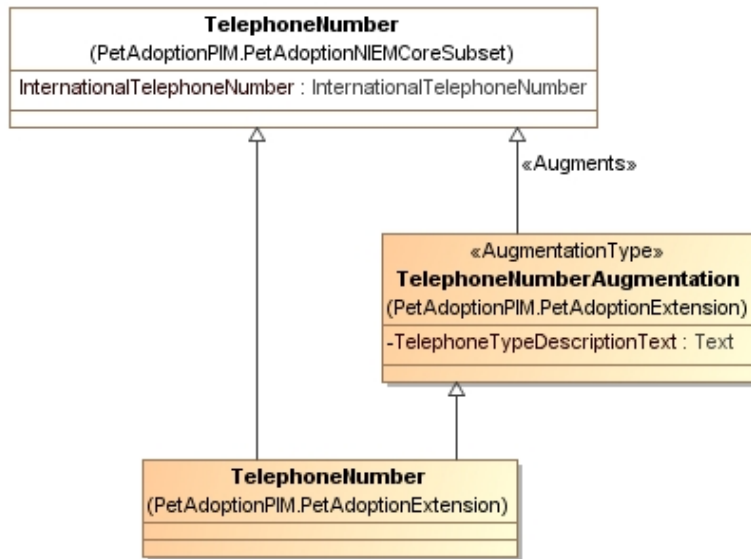 TelephoneNumber
(PetAdoptionPIM.PetAdoptionNIEMCoreSubset)
InternationalTelephoneNumber : InternationalTelephoneNumber
«Augments»
«AugmentationType»
TelephoneNumberAugmentation
(PetAdoptionPIM.PetAdoptionExtension)
-TelephoneTypeDescriptionText : Text
TelephoneNumber
(PetAdoptionPIM.PetAdoptionExtension)